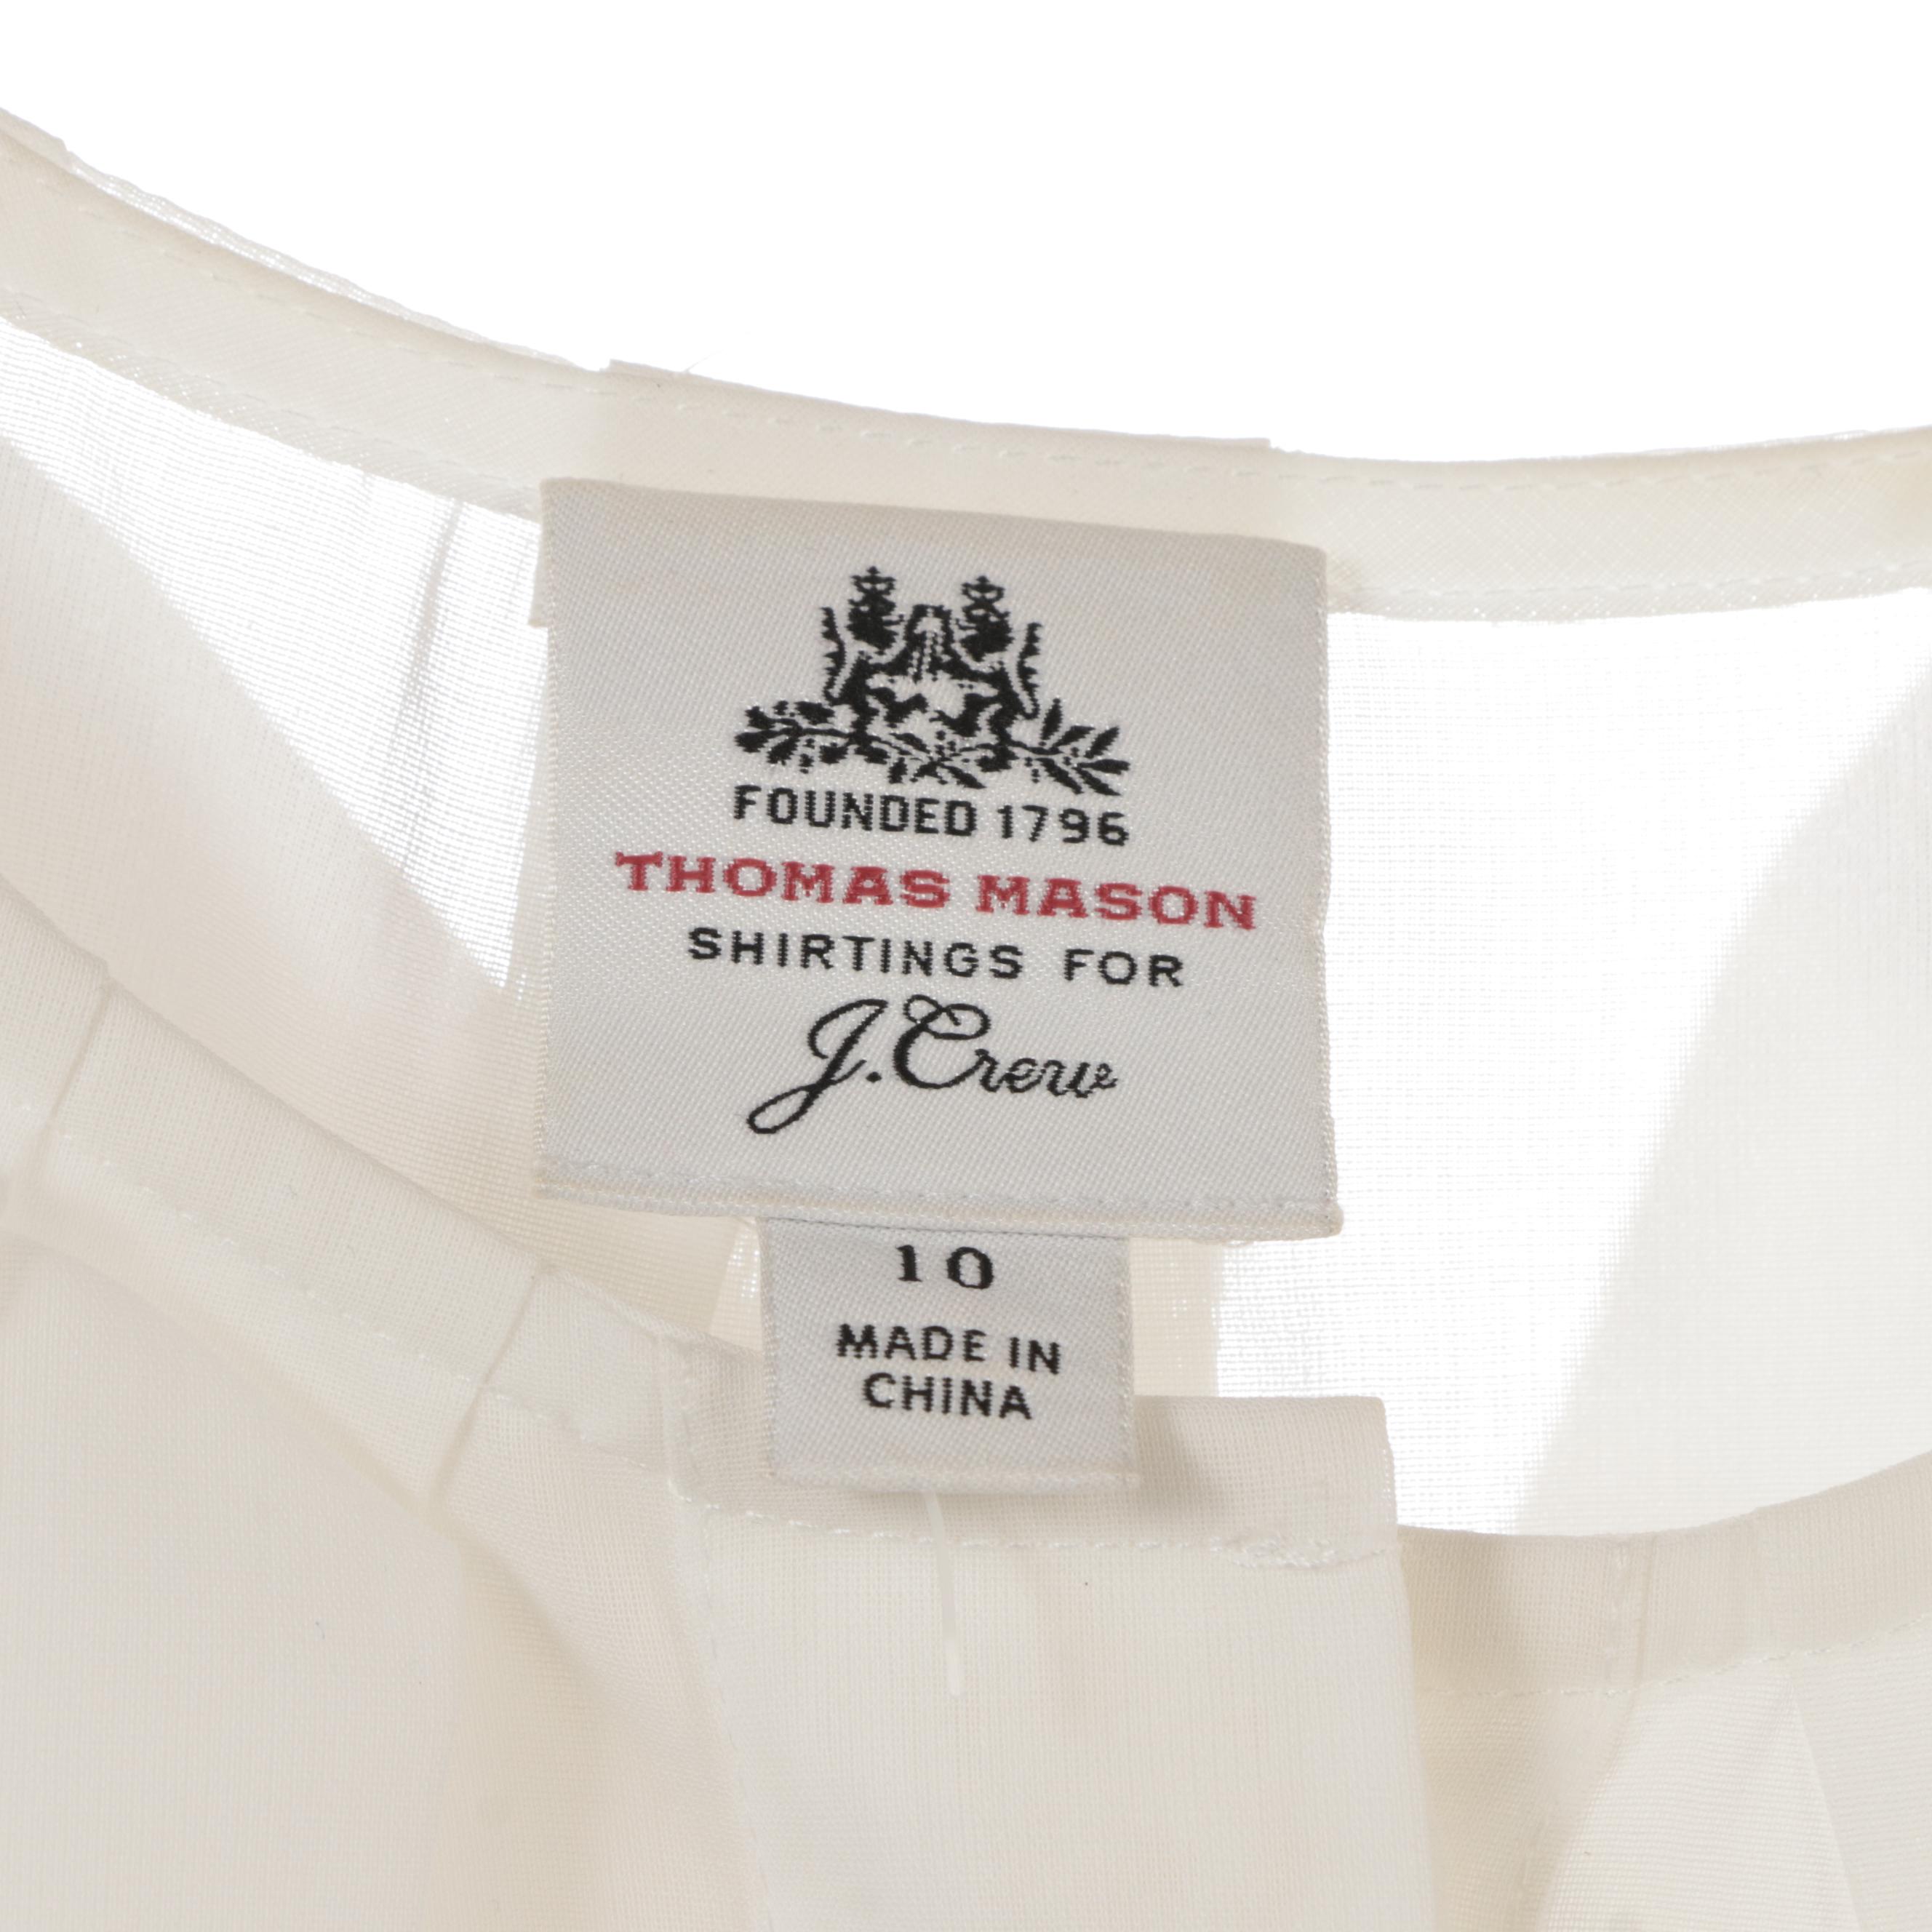 FOUNDED 1796
THOMAS MASON
SHIRTINGS FOR
J.Crew
10
MADE IN
CHINA